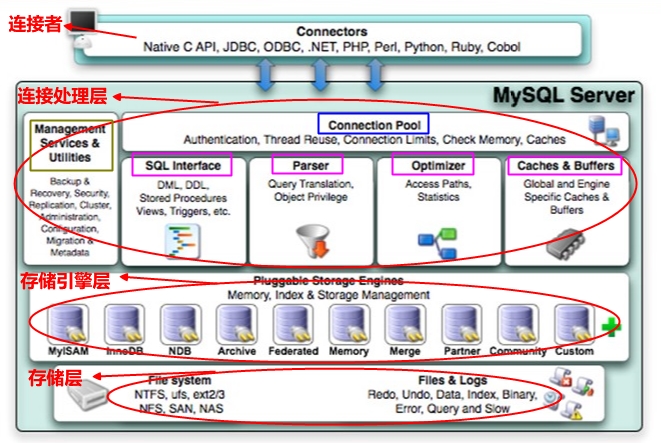 连接者
Connectors
Native C API, JDBC, ODBC, .NET, PHP, Perl, Python, Ruby, Cobol
连接处理层
MySQL Server
Management
Services &
Utilities
Backup &
Recovery, Security,
Replication, Cluster,
Administration,
Configuration,
Migration &
Metadata
Connection Pool
Authentication, Thread Reuse, Connection Limits, Check Memory, Caches
SQL Interface
DML, DDL,
Stored Procedures
Views, Triggers, etc.
Parser
Query Translation,
Object Privilege
Optimizer
Access Paths,
Statistics
Caches & Buffers
Global and Engine
Specific Caches &
Buffers
存储引擎层
Pluggable Storage Engines
Memory, Index & Storage Management
MyISAM
InnoDB
NDB
Archive
Federated
Memory
Merge
Partner
Community
Custom
存储层
File system
NTFS, ufs, ext2/3
NFS, SAN, NAS
Files & Logs
Redo, Undo, Data, Index, Binary,
Error, Query and Slow